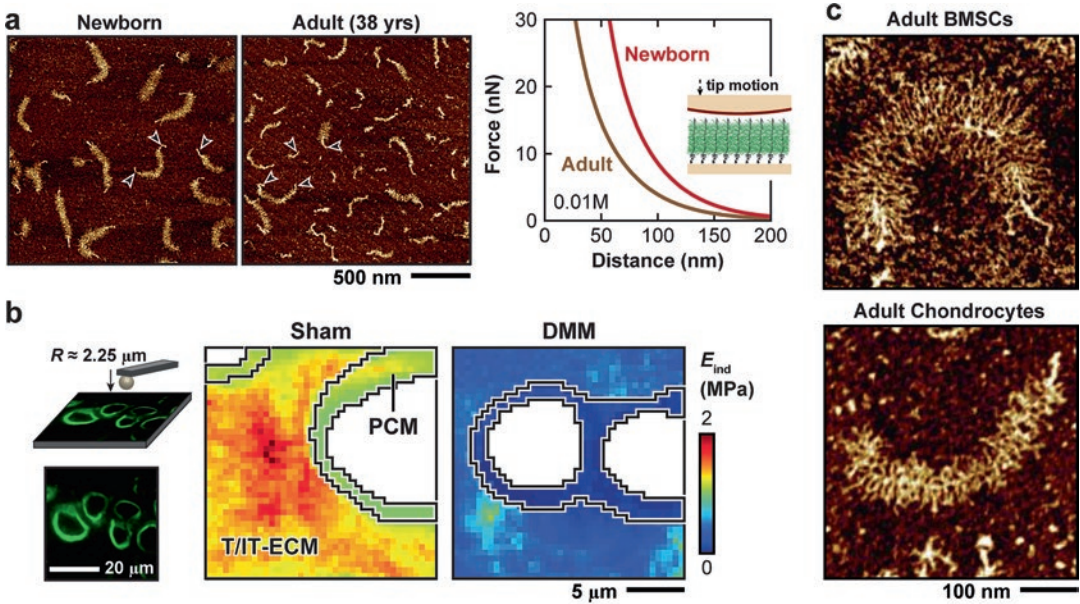 a
Newborn
Adult (38 yrs)
500 nm
Force (nN)
30
20
10
0
Newborn
Adult
0.01M
tip motion
0
50
100
150
200
Distance (nm)
b
R ≈ 2.25 μm
20 μm
Sham
PCM
T/IT-ECM
DMM
5 μm
Eind
(MPa)
2
0
c
Adult BMSCs
Adult Chondrocytes
100 nm